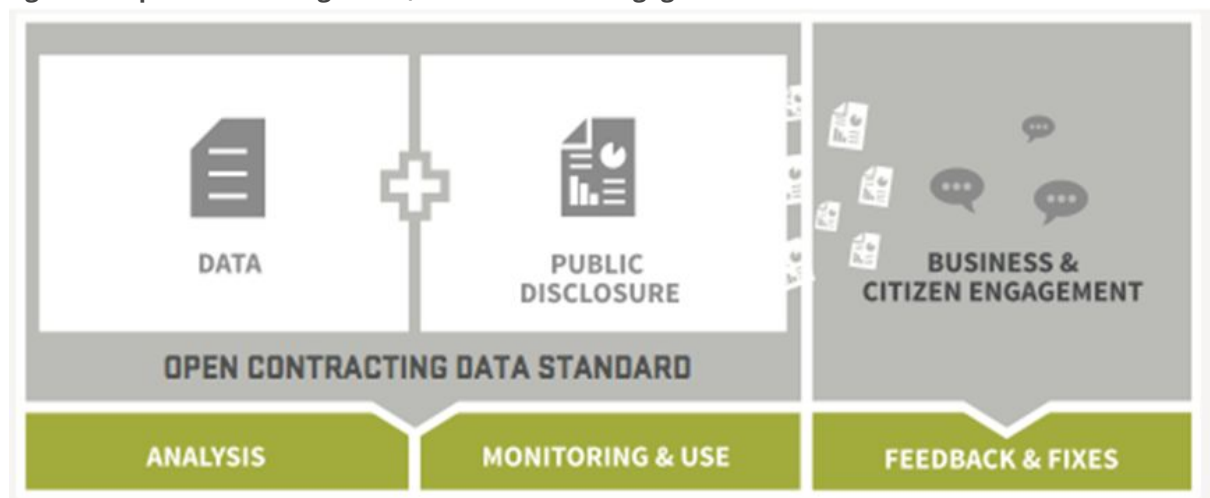 DATA
PUBLIC
DISCLOSURE
BUSINESS &
CITIZEN ENGAGEMENT
OPEN CONTRACTING DATA STANDARD
ANALYSIS
MONITORING & USE
FEEDBACK & FIXES